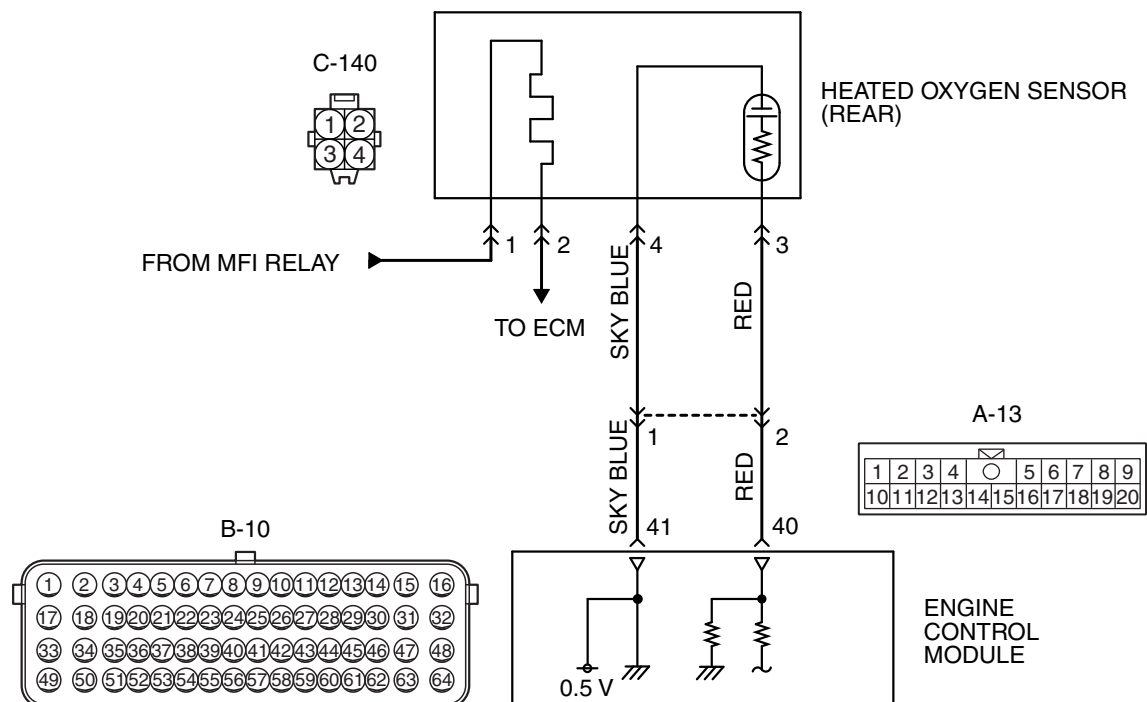 C-140
1 2
3 4
HEATED OXYGEN SENSOR
(REAR)
1 2 4 3
FROM MFI RELAY
TO ECM
SKY BLUE
RED
1 2
SKY BLUE
RED
41 40
A-13
1 2 3 4 5 6 7 8 9
10 11 12 13 14 15 16 17 18 19 20
B-10
1 2 3 4 5 6 7 8 9 10 11 12 13 14 15 16
17 18 19 20 21 22 23 24 25 26 27 28 29 30 31 32
33 34 35 36 37 38 39 40 41 42 43 44 45 46 47 48
49 50 51 52 53 54 55 56 57 58 59 60 61 62 63 64
0.5 V
ENGINE
CONTROL
MODULE